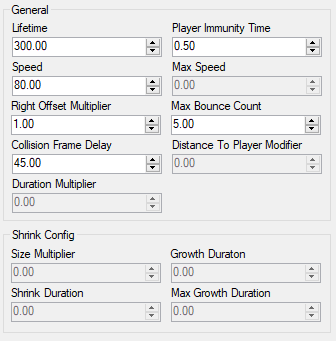 General
Lifetime Player Immunity Time
300.00 0.50
Speed Max Speed
80.00 0.00
Right Offset Multiplier Max Bounce Count
1.00 5.00
Collision Frame Delay Distance To Player Modifier
45.00 0.00
Duration Multiplier
0.00
Shrink Config
Size Multiplier Growth Duraton
0.00 0.00
Shrink Duration Max Growth Duration
0.00 0.00